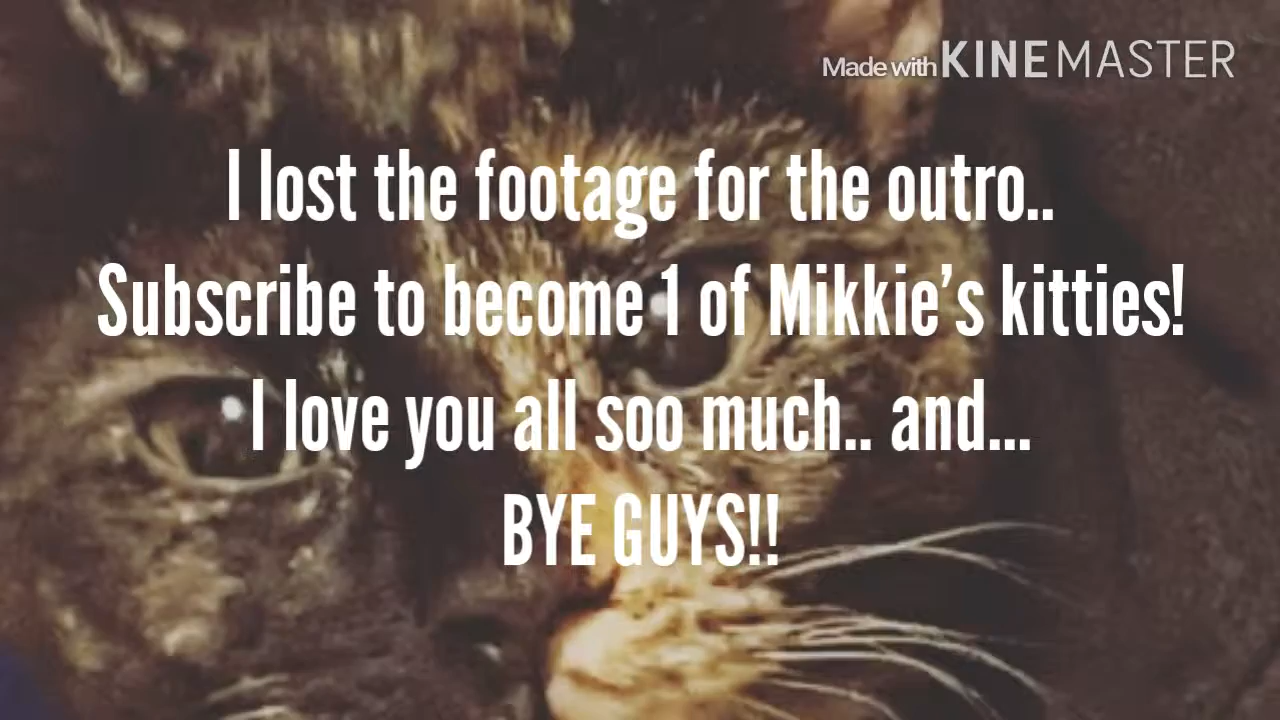 Made with KINEMASTER
I lost the footage for the outro..
Subscribe to become 1 of Mikkie's kitties!
I love you all soo much.. and...
BYE GUYS!!